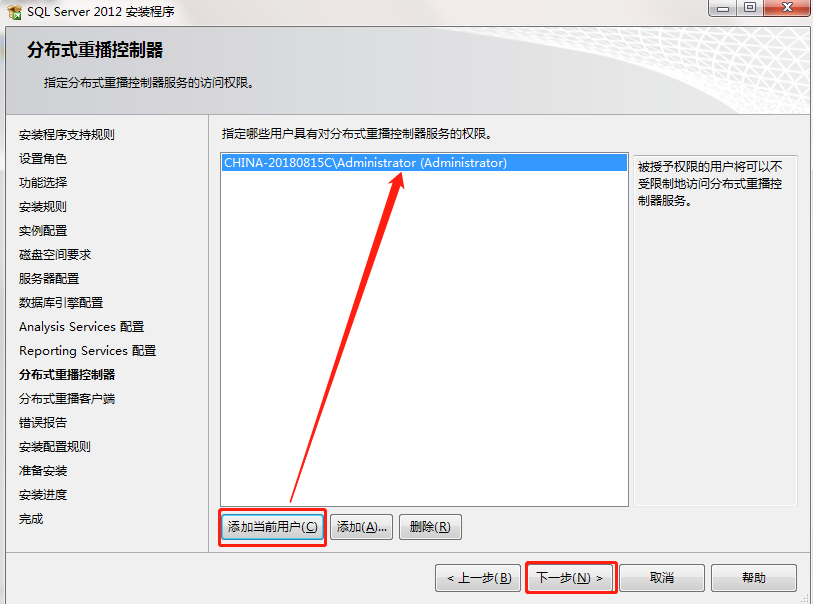 SQL Server 2012 安装程序
分布式重播控制器
指定分布式重播控制器服务的访问权限。
安装程序支持规则
设置角色
功能选择
安装规则
实例配置
磁盘空间要求
服务器配置
数据库引擎配置
Analysis Services 配置
Reporting Services 配置
分布式重播控制器
分布式重播客户端
错误报告
安装配置规则
准备安装
安装进度
完成
指定哪些用户具有对分布式重播控制器服务的权限。
CHINA-20180815C\Administrator (Administrator)
被授予权限的用户将可以不
受限制地访问分布式重播控
制器服务。
添加当前用户(C) 添加(A)... 删除(R)
< 上一步(B) 下一步(N) > 取消 帮助